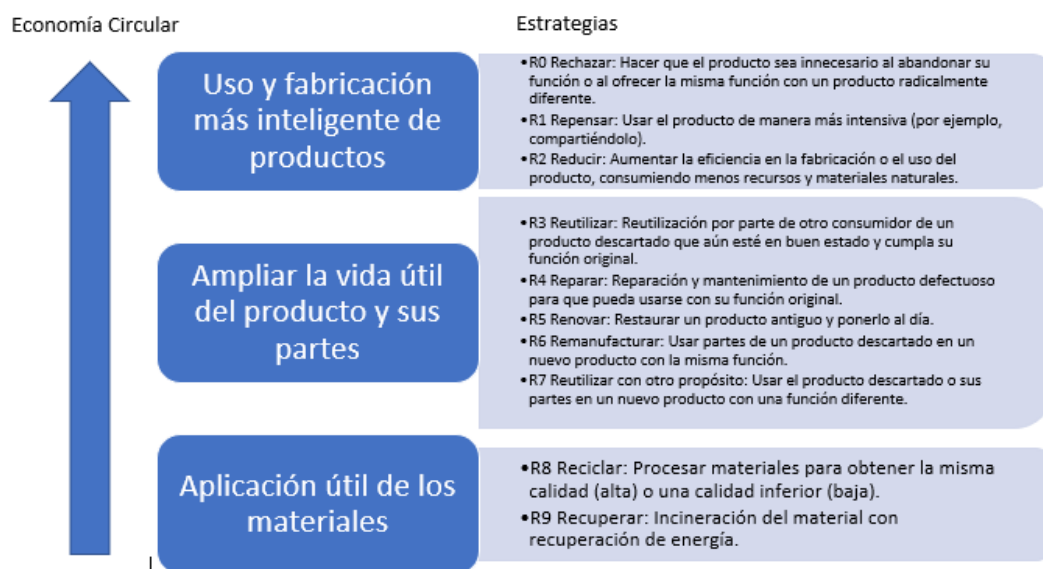 Economía Circular
Estrategias
Uso y fabricación
más inteligente de
productos
•R0 Rechazar: Hacer que el producto sea innecesario al abandonar su
función o al ofrecer la misma función con un producto radicalmente
diferente.
•R1 Repensar: Usar el producto de manera más intensiva (por ejemplo,
compartiéndolo).
•R2 Reducir: Aumentar la eficiencia en la fabricación o el uso del
producto, consumiendo menos recursos y materiales naturales.
Ampliar la vida útil
del producto y sus
partes
•R3 Reutilizar: Reutilización por parte de otro consumidor de un
producto descartado que aún esté en buen estado y cumpla su
función original.
•R4 Reparar: Reparación y mantenimiento de un producto defectuoso
para que pueda usarse con su función original.
•R5 Renovar: Restaurar un producto antiguo y ponerlo al día.
•R6 Remanufacturar: Usar partes de un producto descartado en un
nuevo producto con la misma función.
•R7 Reutilizar con otro propósito: Usar el producto descartado o sus
partes en un nuevo producto con una función diferente.
Aplicación útil de los
materiales
•R8 Reciclar: Procesar materiales para obtener la misma
calidad (alta) o una calidad inferior (baja).
•R9 Recuperar: Incineración del material con
recuperación de energía.